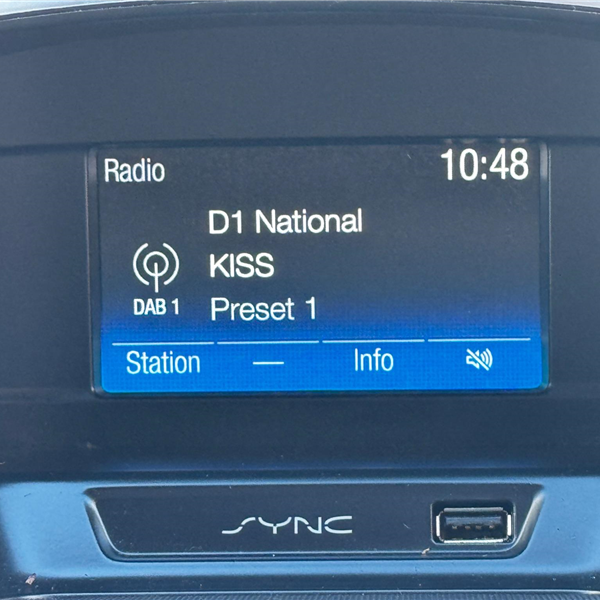 Radio 10:48
D1 National
KISS
DAB 1 Preset 1
Station — Info
SYNC